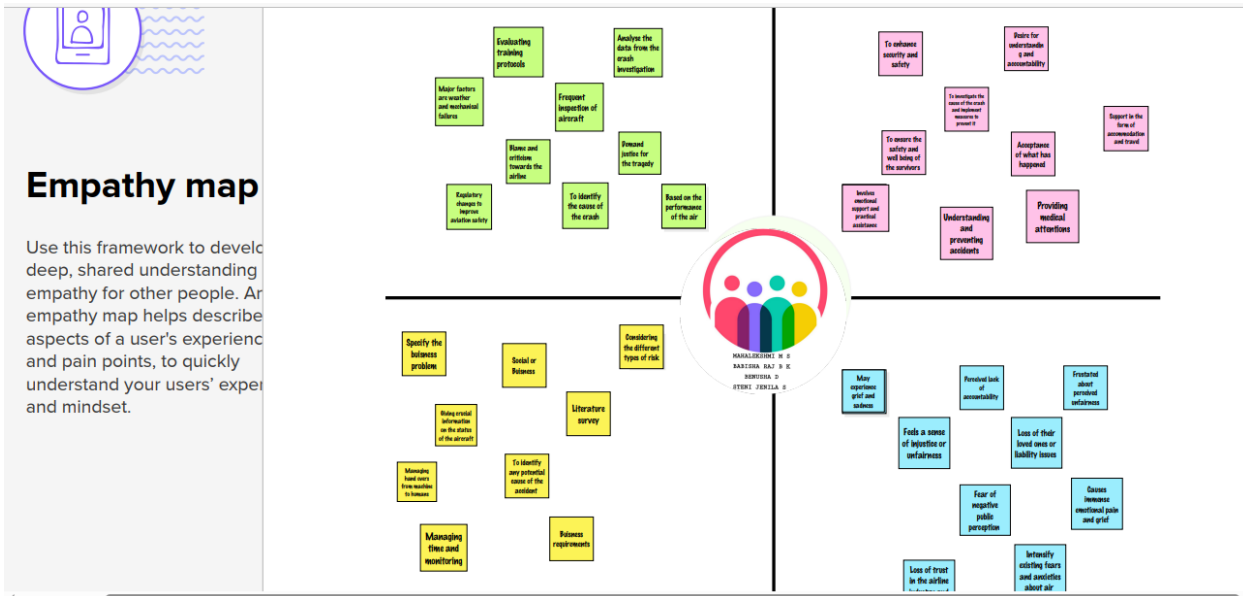 Empathy map
Use this framework to develo
deep, shared understanding
empathy for other people. An
empathy map helps describe
aspects of a user's experienc
and pain points, to quickly
understand your users' exper
and mindset.
Evaluating
training
protocols
Analyse the
data from the
crash
investigation
Major factors
are weather
and mechanical
failures
Frequent
inspection of
aircraft
Blame and
criticism
towards the
airline
Demand
justice for
the tragedy
Regulatory
changes to
improve
aviation safety
To identify
the cause of
the crash
Based on the
performance
of the air
To enhance
security and
safety
Desire for
understandin
g and
accountability
To investigate the
cause of the crash
and implement
measures to
prevent it
Support in the
form of
accommodation
and travel
To ensure the
safety and
well being of
the survivors
Acceptance
of what has
happened
Involves
emotional
support and
practical
assistance
Understanding
and
preventing
accidents
Providing
medical
attentions
MAHALEKSHMI M S
BABISHA RAJ B K
BENUSHA D
STEMI JENILA S
Specify the
buisness
problem
Social or
Buisness
Considering
the different
types of risk
Giving crucial
information
on the status
of the aircraft
Literature
survey
Managing
hand overs
from machine
to humans
To identify
any potential
cause of the
accident
Managing
time and
monitoring
Buisness
requirements
May
experience
grief and
sadness
Perceived lack
of
accountability
Frustated
about
perceived
unfairness
Feels a sense
of injustice or
unfairness
Loss of their
loved ones or
liability issues
Fear of
negative
public
perception
Causes
immense
emotional pain
and grief
Loss of trust
in the airline
Intensify
existing fears
and anxieties
about air